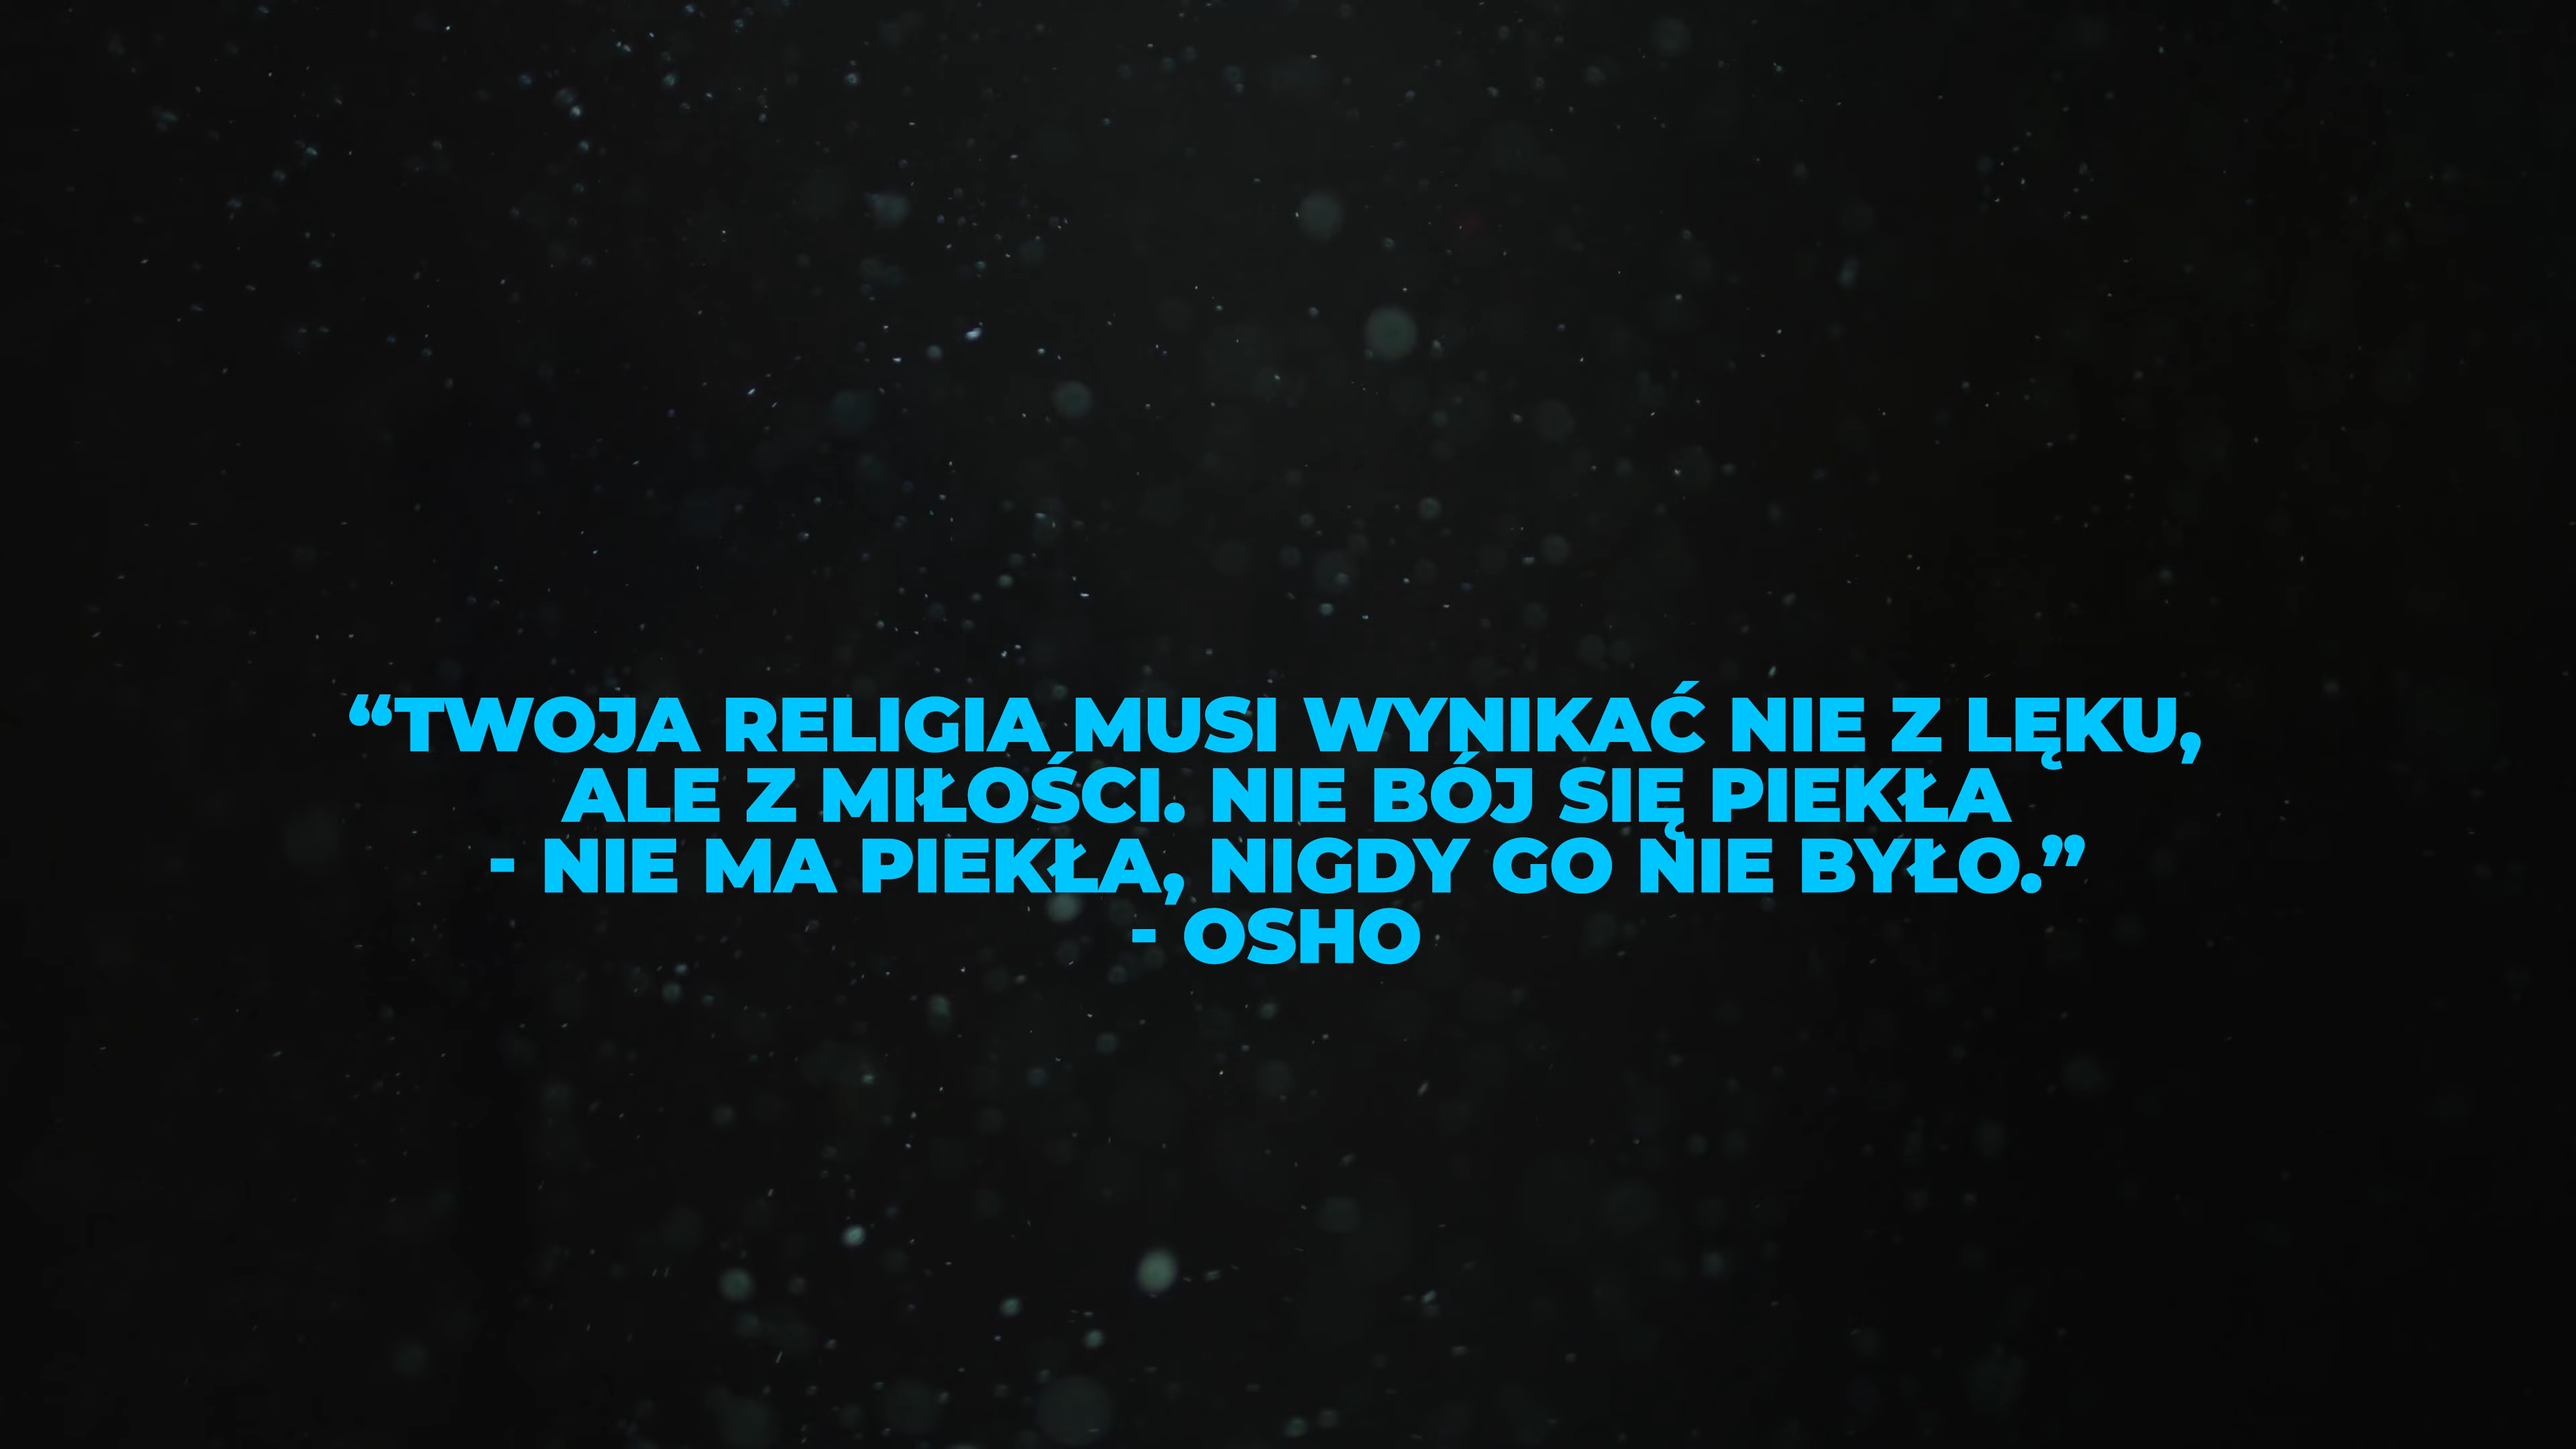 “TWOJA RELIGIA MUSI WYNIKAĆ NIE Z LĘKU,
ALE Z MIŁOŚCI. NIE BÓJ SIĘ PIEKŁA
- NIE MA PIEKŁA, NIGDY GO NIE BYŁO.”
- OSHO